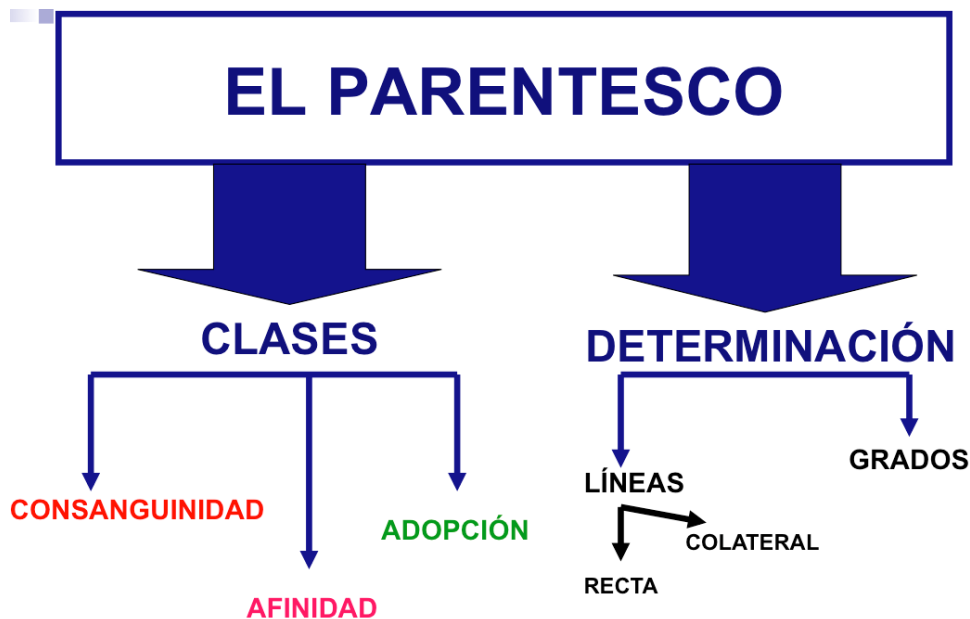 EL PARENTESCO
CLASES
CONSANGUINIDAD
AFINIDAD
ADOPCIÓN
DETERMINACIÓN
LÍNEAS
RECTA
COLATERAL
GRADOS